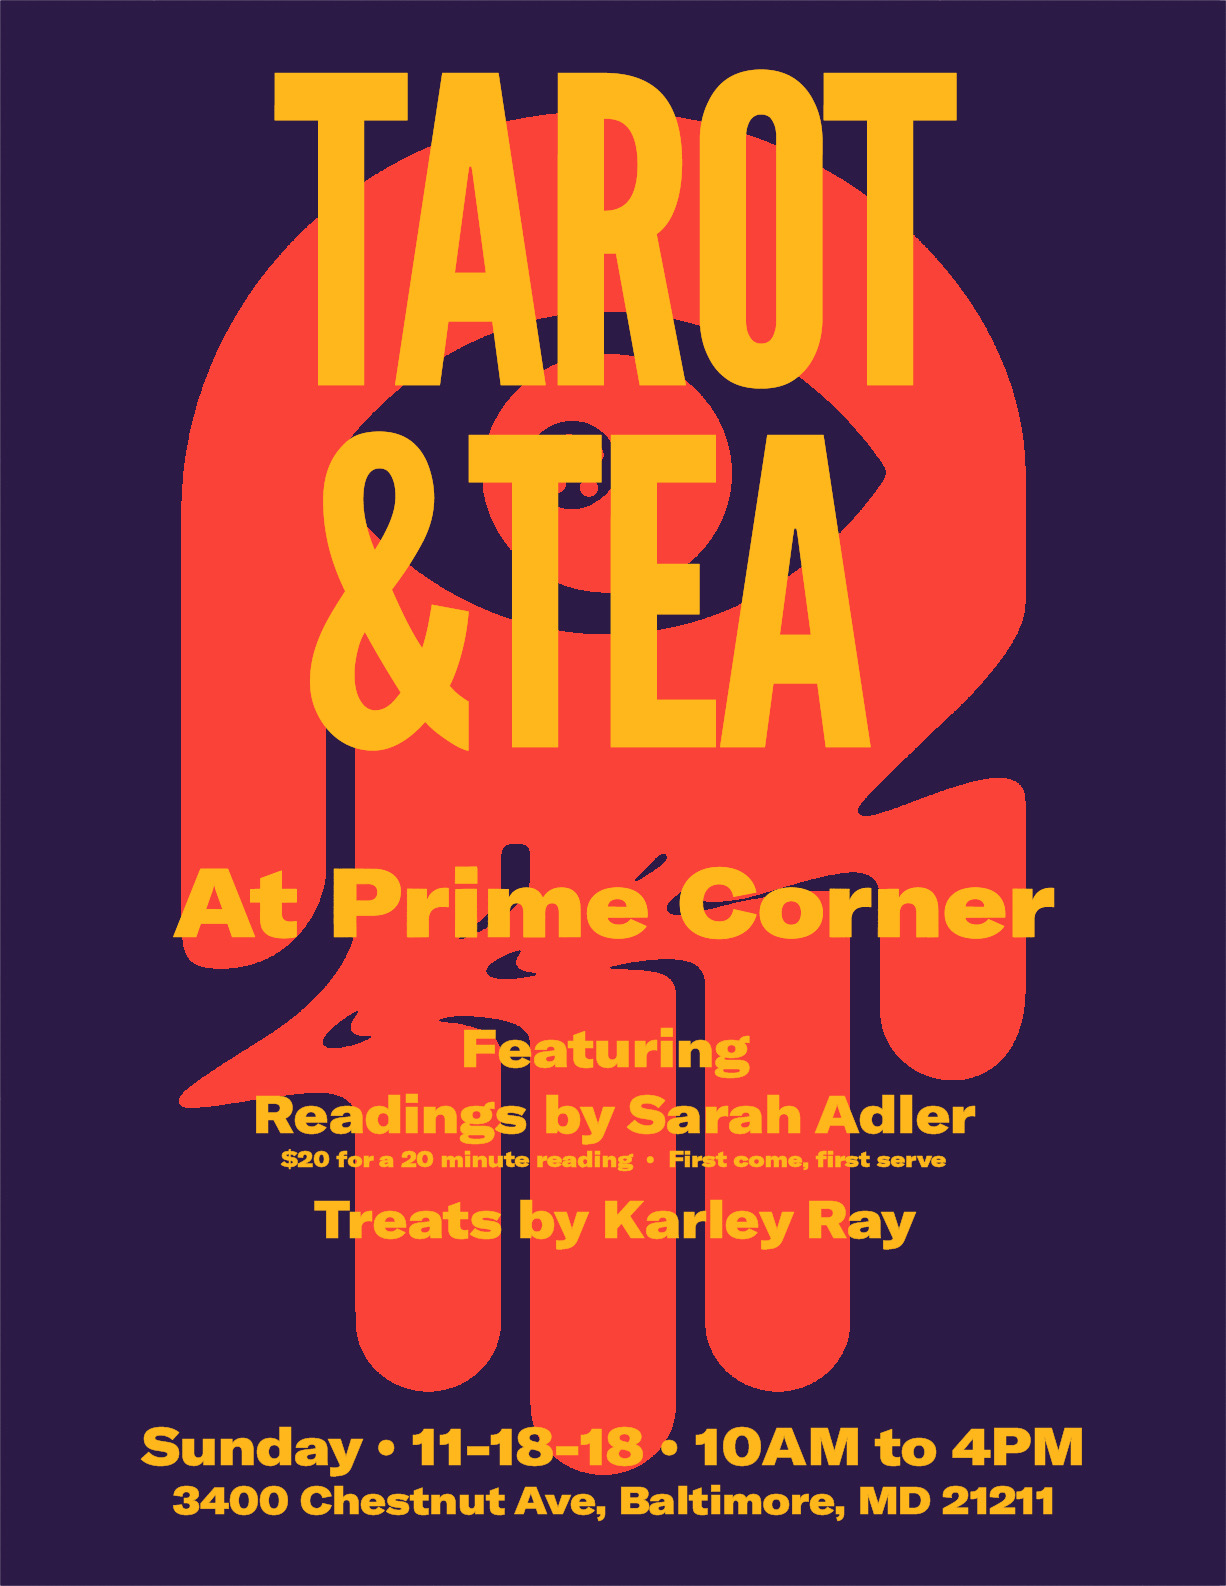 TAROT
&TEA
At Prime Corner
Featuring
Readings by Sarah Adler
$20 for a 20 minute reading • First come, first serve
Treats by Karley Ray
Sunday • 11-18-18 • 10AM to 4PM
3400 Chestnut Ave, Baltimore, MD 21211